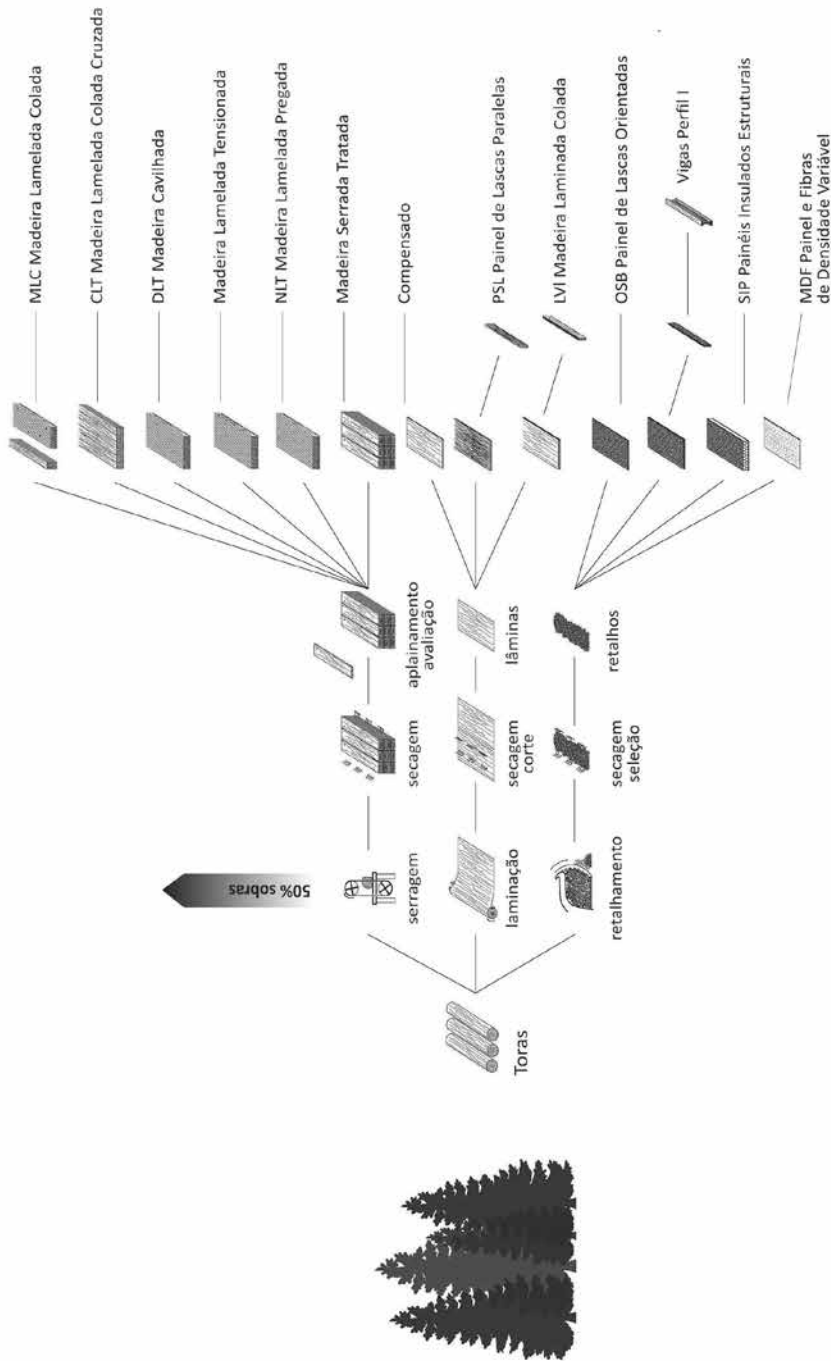 MLC Madeira Lamelada Colada
CLT Madeira Lamelada Colada Cruzada
DLT Madeira Cavilhada
Madeira Lamelada Tensionada
NLT Madeira Lamelada Pregada
Madeira Serrada Tratada
Compensado
PSL Painel de Lascas Paralelas
LVl Madeira Laminada Colada
OSB Painel de Lascas Orientadas
Vigas Perfil I
SIP Painéis Insulados Estruturais
MDF Painel e Fibras
de Densidade Variável
aplainamento
avaliação
lâminas
retalhos
secagem
secagem
corte
secagem
seleção
50% sobras
serragem
laminação
retalhamento
Toras